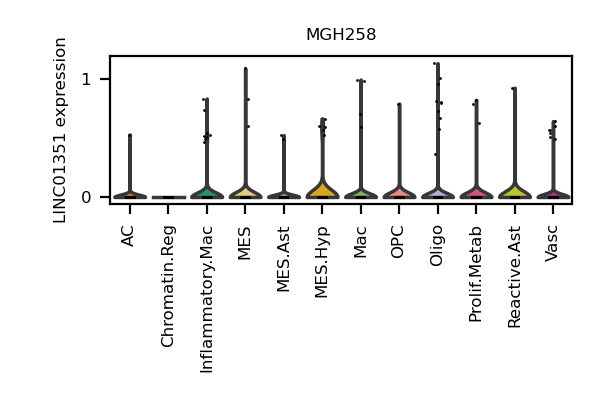 MGH258
LINC01351 expression
1
0
AC
Chromatin.Reg
Inflammatory.Mac
MES
MES.Ast
MES.Hyp
Mac
OPC
Oligo
Prolif.Metab
Reactive.Ast
Vasc